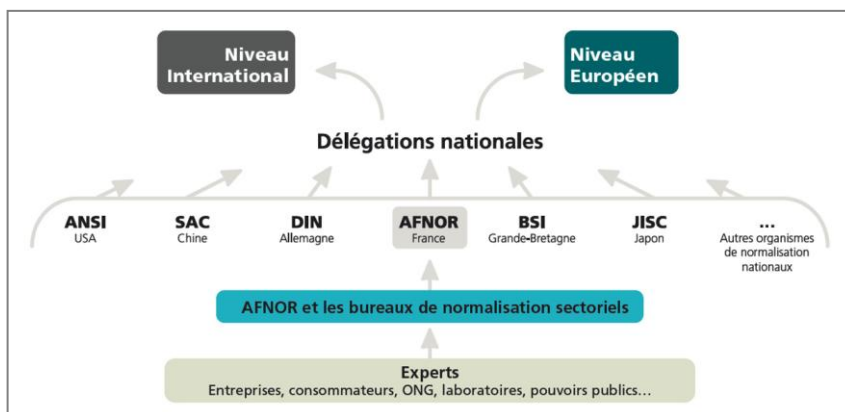 Niveau
International
Niveau
Européen
Délégations nationales
ANSI
USA
SAC
Chine
DIN
Allemagne
AFNOR
France
BSI
Grande-Bretagne
JISC
Japon
...
Autres organismes
de normalisation
nationaux
AFNOR et les bureaux de normalisation sectoriels
Experts
Entreprises, consommateurs, ONG, laboratoires, pouvoirs publics...